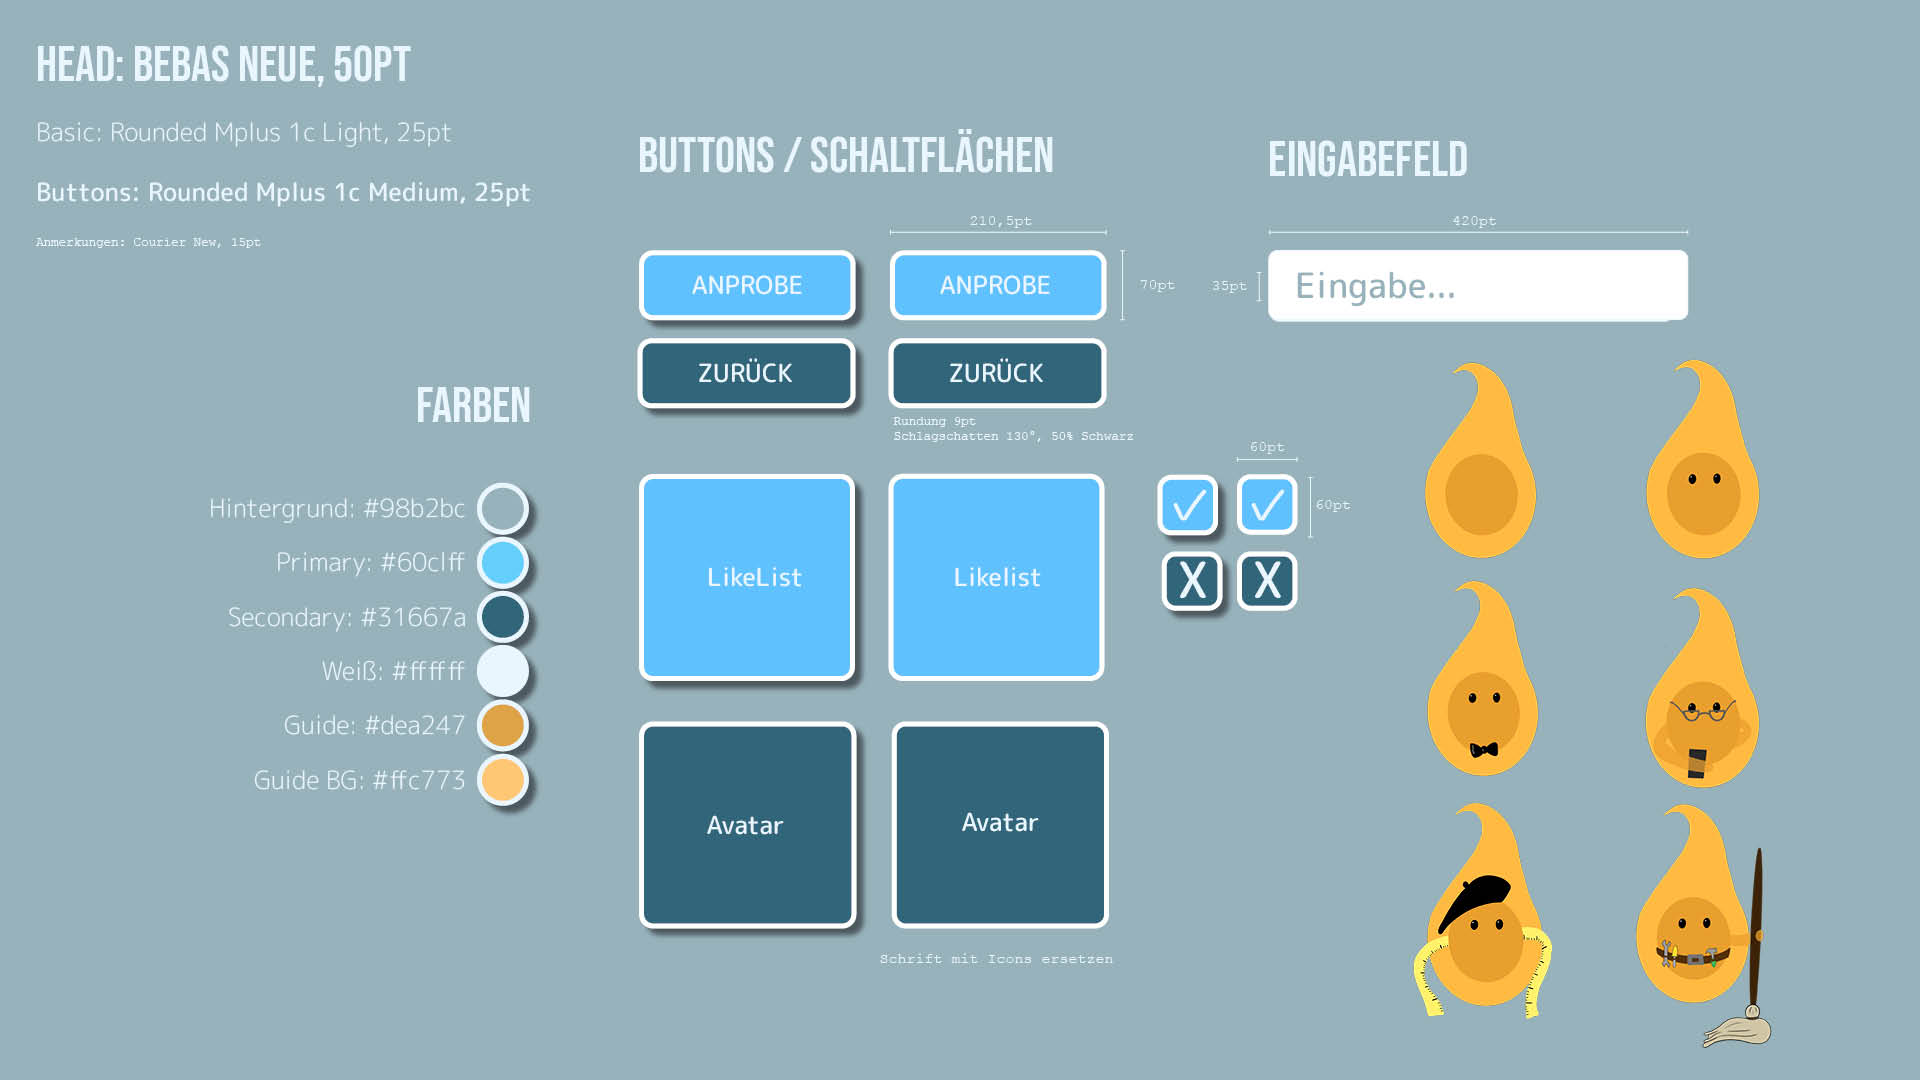 HEAD: BEBAS NEUE, 50PT
Basic: Rounded Mplus 1c Light, 25pt
Buttons: Rounded Mplus 1c Medium, 25pt
Anmerkungen: Courier New, 15pt
FARBEN
Hintergrund: #98b2bc
Primary: #60clff
Secondary: #31667a
Weiß: #ffffff
Guide: #dea247
Guide BG: #ffc773
BUTTONS / SCHALTFLÄCHEN
210,5pt
ANPROBE
ANPROBE
70pt
ZURÜCK
ZURÜCK
Rundung 9pt
Schlagschatten 130°, 50% Schwarz
LikeList
Likelist
60pt
60pt
X
X
Avatar
Avatar
Schrift mit Icons ersetzen
EINGABEFELD
420pt
35pt
Eingabe...